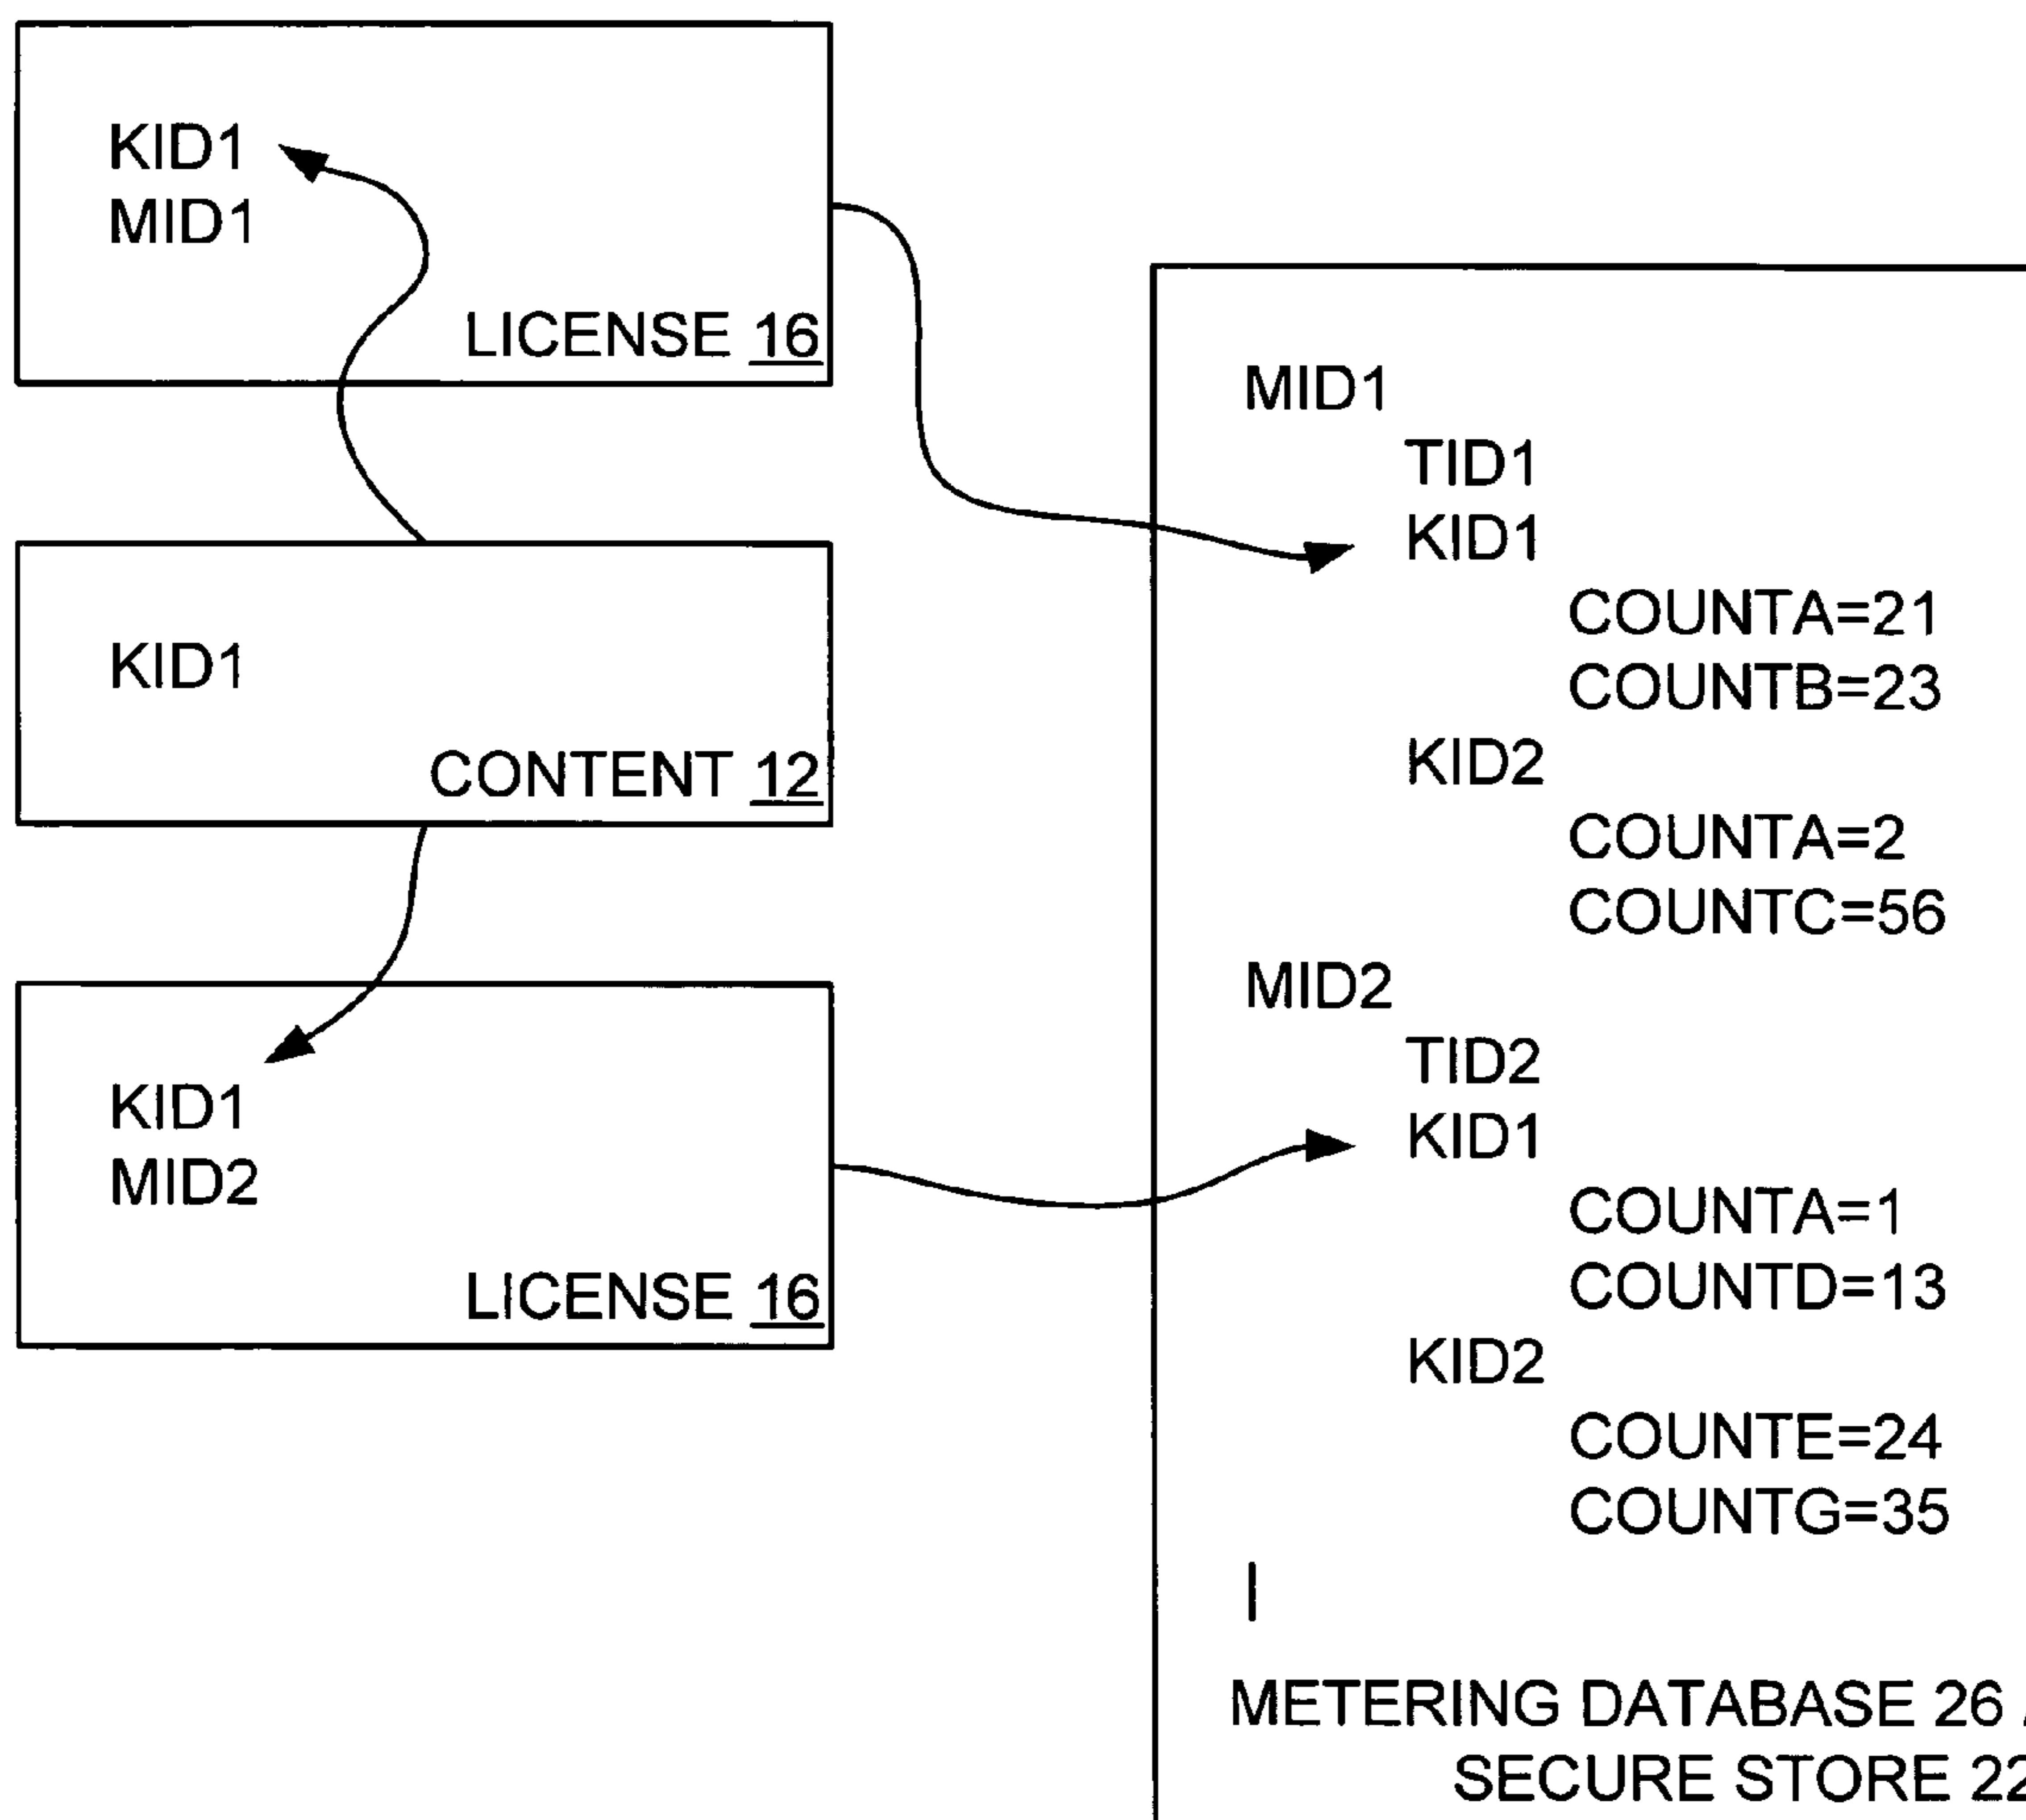 KID1
MID1
LICENSE 16
KID1
CONTENT 12
KID1
MID2
LICENSE 16
MID1
TID1
KID1
COUNTA=21
COUNTB=23
KID2
COUNTA=2
COUNTC=56
MID2
TID2
KID1
COUNTA=1
COUNTD=13
KID2
COUNTE=24
COUNTG=35
|
METERING DATABASE 26
SECURE STORE 22